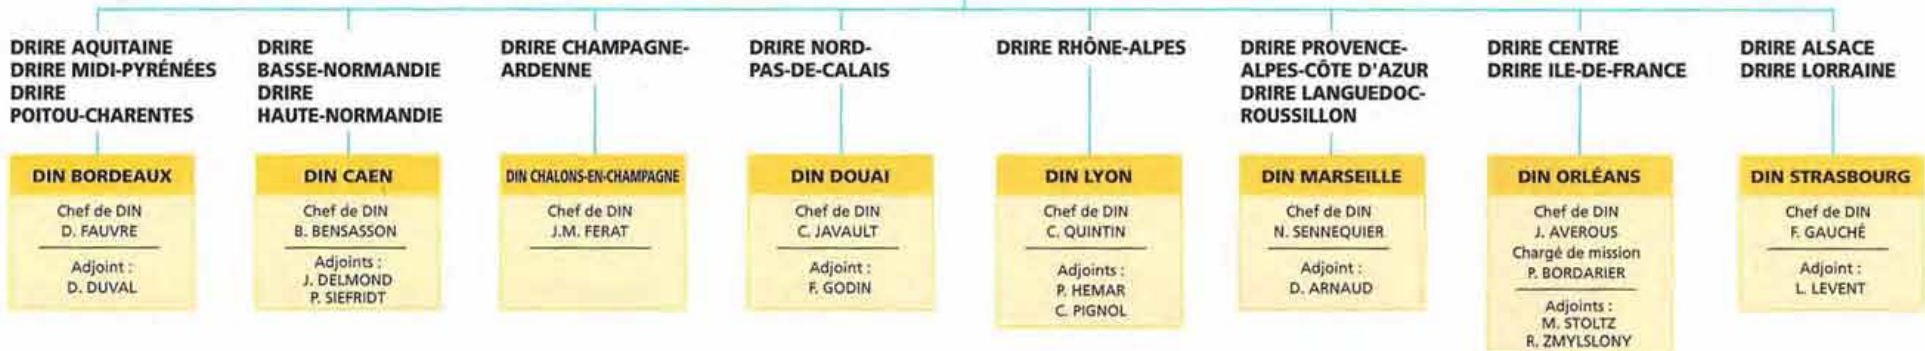 DRIRE AQUITAINE
DRIRE MIDI-PYRÉNÉES
DRIRE
POITOU-CHARENTES
DIN BORDEAUX
Chef de DIN
D. FAUVRE
Adjoint :
D. DUVAL
DRIRE
BASSE-NORMANDIE
DRIRE
HAUTE-NORMANDIE
DIN CAEN
Chef de DIN
B. BENSASSON
Adjoints :
J. DELMOND
P. SIEFRIDT
DRIRE CHAMPAGNE-
ARDENNE
DIN CHALONS-EN-CHAMPAGNE
Chef de DIN
J.M. FERAT
DRIRE NORD-
PAS-DE-CALAIS
DIN DOUAI
Chef de DIN
C. JAVAULT
Adjoint :
F. GODIN
DRIRE RHÔNE-ALPES
DIN LYON
Chef de DIN
C. QUINTIN
Adjoints :
P. HEMAR
C. PIGNOL
DRIRE PROVENCE-
ALPES-CÔTE D'AZUR
DRIRE LANGUEDOC-
ROUSSILLON
DIN MARSEILLE
Chef de DIN
N. SENNEQUIER
Adjoint :
D. ARNAUD
DRIRE CENTRE
DRIRE ILE-DE-FRANCE
DIN ORLÉANS
Chef de DIN
J. AVEROUS
Chargé de mission
P. BORDARIER
Adjoints :
M. STOLTZ
R. ZMYLSLONY
DRIRE ALSACE
DRIRE LORRAINE
DIN STRASBOURG
Chef de DIN
F. GAUCHÉ
Adjoint :
L. LEVENT